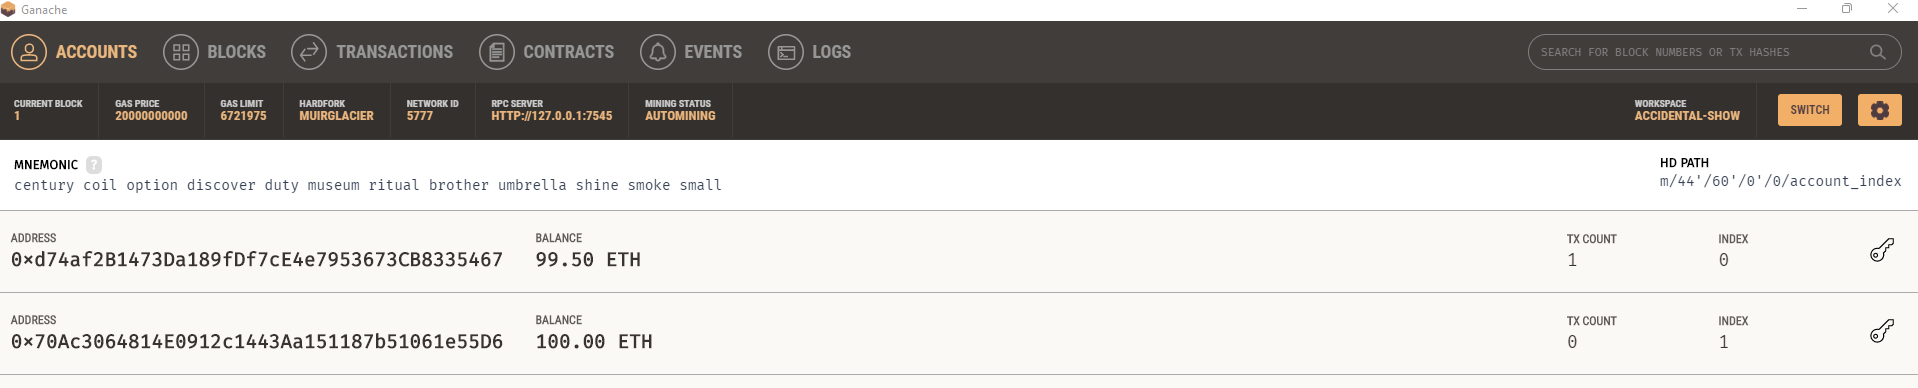 Ganache
ACCOUNTS BLOCKS TRANSACTIONS CONTRACTS EVENTS LOGS SEARCH FOR BLOCK NUMBERS OR TX HASHES
CURRENT BLOCK GAS PRICE GAS LIMIT HARDFORK NETWORK ID RPC SERVER MINING STATUS WORKSPACE
1 20000000000 6721975 MUIRGLACIER 5777 HTTP://127.0.0.1:7545 AUTOMINING ACCIDENTAL-SHOW SWITCH
MNEMONIC ? HD PATH
century coil option discover duty museum ritual brother umbrella shine smoke small m/44'/60'/0'/0/account_index
ADDRESS BALANCE TX COUNT INDEX
0×d74af2B1473Da189fDf7cE4e7953673CB8335467 99.50 ETH 1 0
ADDRESS BALANCE TX COUNT INDEX
0×70Ac3064814E0912c1443Aa151187b51061e55D6 100.00 ETH 0 1